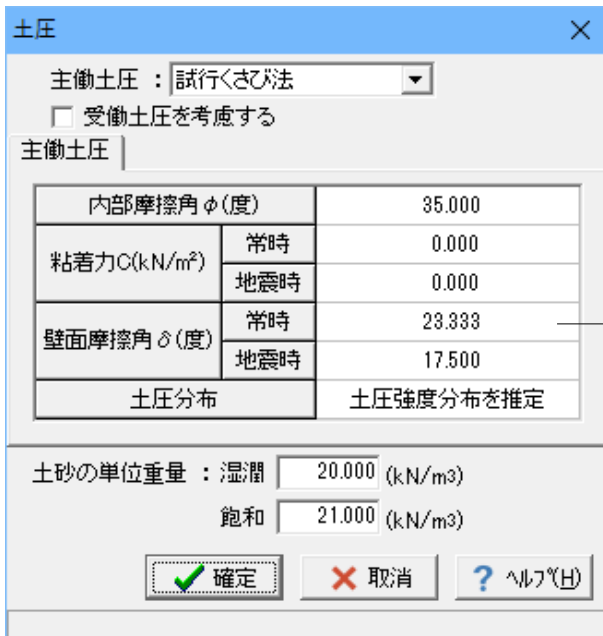 土圧
主働土圧 ： 試行くさび法
受働土圧を考慮する
主働土圧
内部摩擦角φ(度) 35.000
粘着力C(kN/m²) 常時 0.000
地震時 0.000
壁面摩擦角δ(度) 常時 23.333
地震時 17.500
土圧分布 土圧強度分布を推定
土砂の単位重量 ： 湿潤 20.000 (kN/m3)
飽和 21.000 (kN/m3)
確定 取消 ? ﾍﾙﾌﾟ(H)